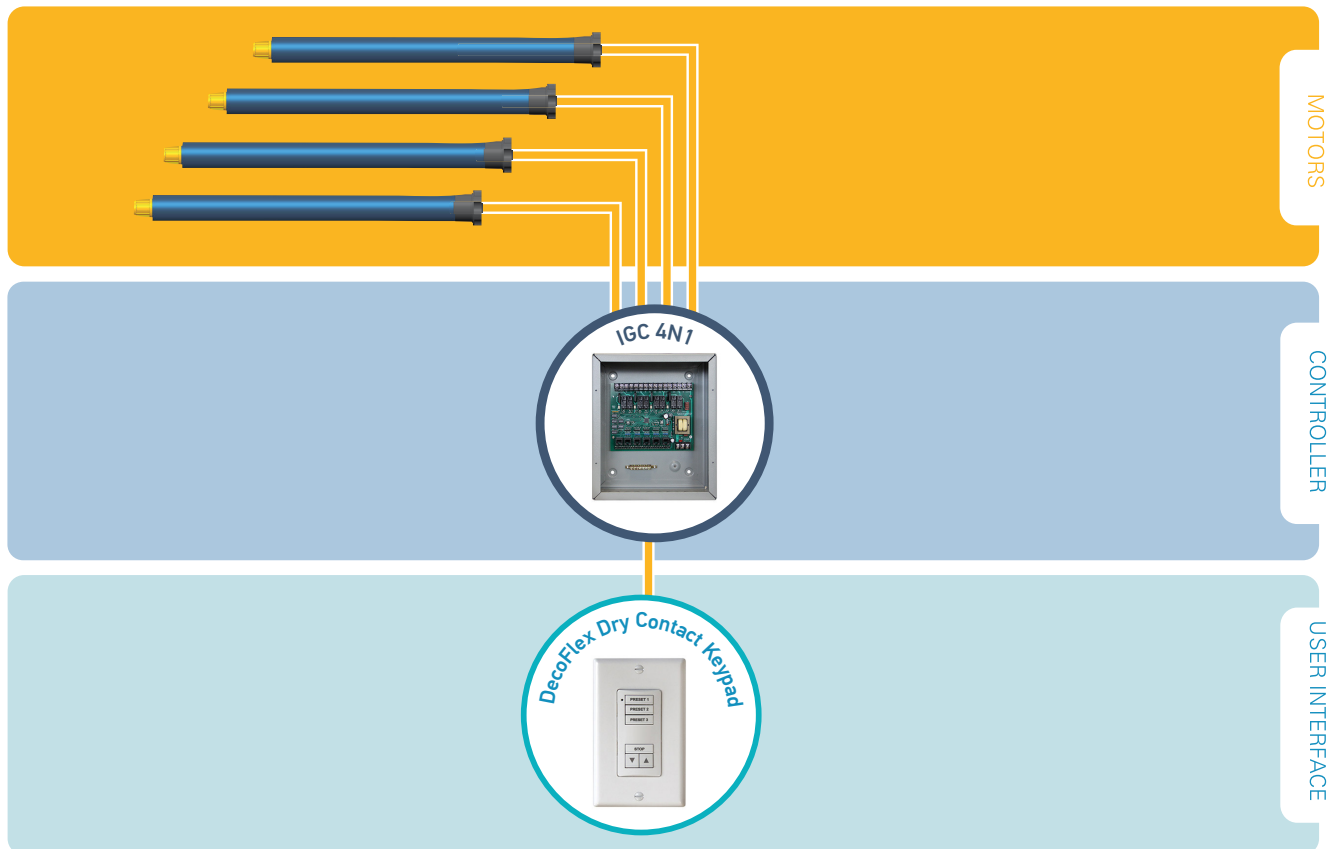 MOTORS
IGC 4N1
CONTROLLER
DecoFlex Dry Contact Keypad
PRESET 1
PRESET 2
PRESET 3
STOP
USER INTERFACE